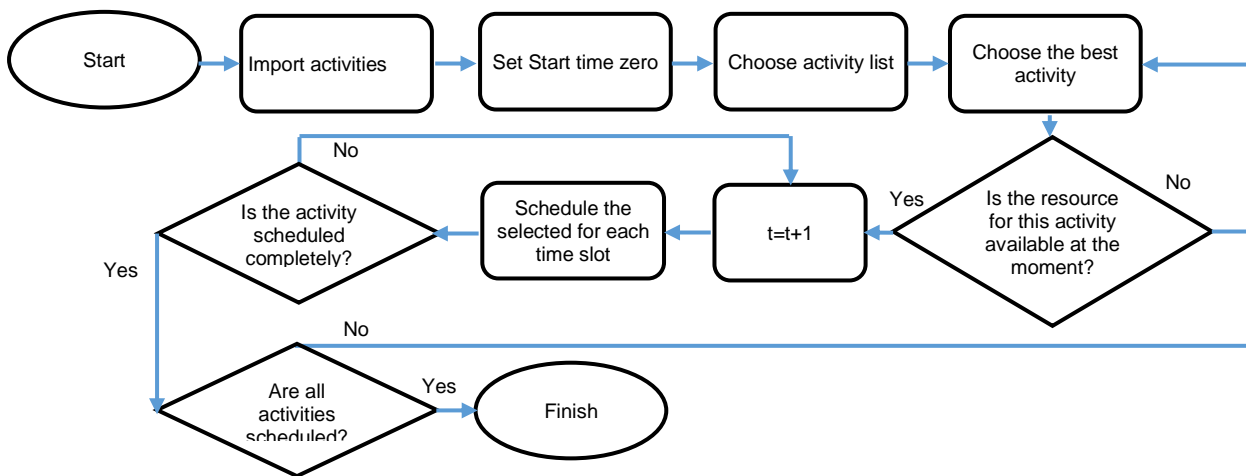 Start
Import activities
Set Start time zero
Choose activity list
Choose the best
activity
No
Is the activity
scheduled
completely?
Schedule the
selected for each
time slot
t=t+1
Yes
Is the resource
for this activity
available at the
moment?
No
Yes
No
Are all
activities
scheduled?
Yes
Finish